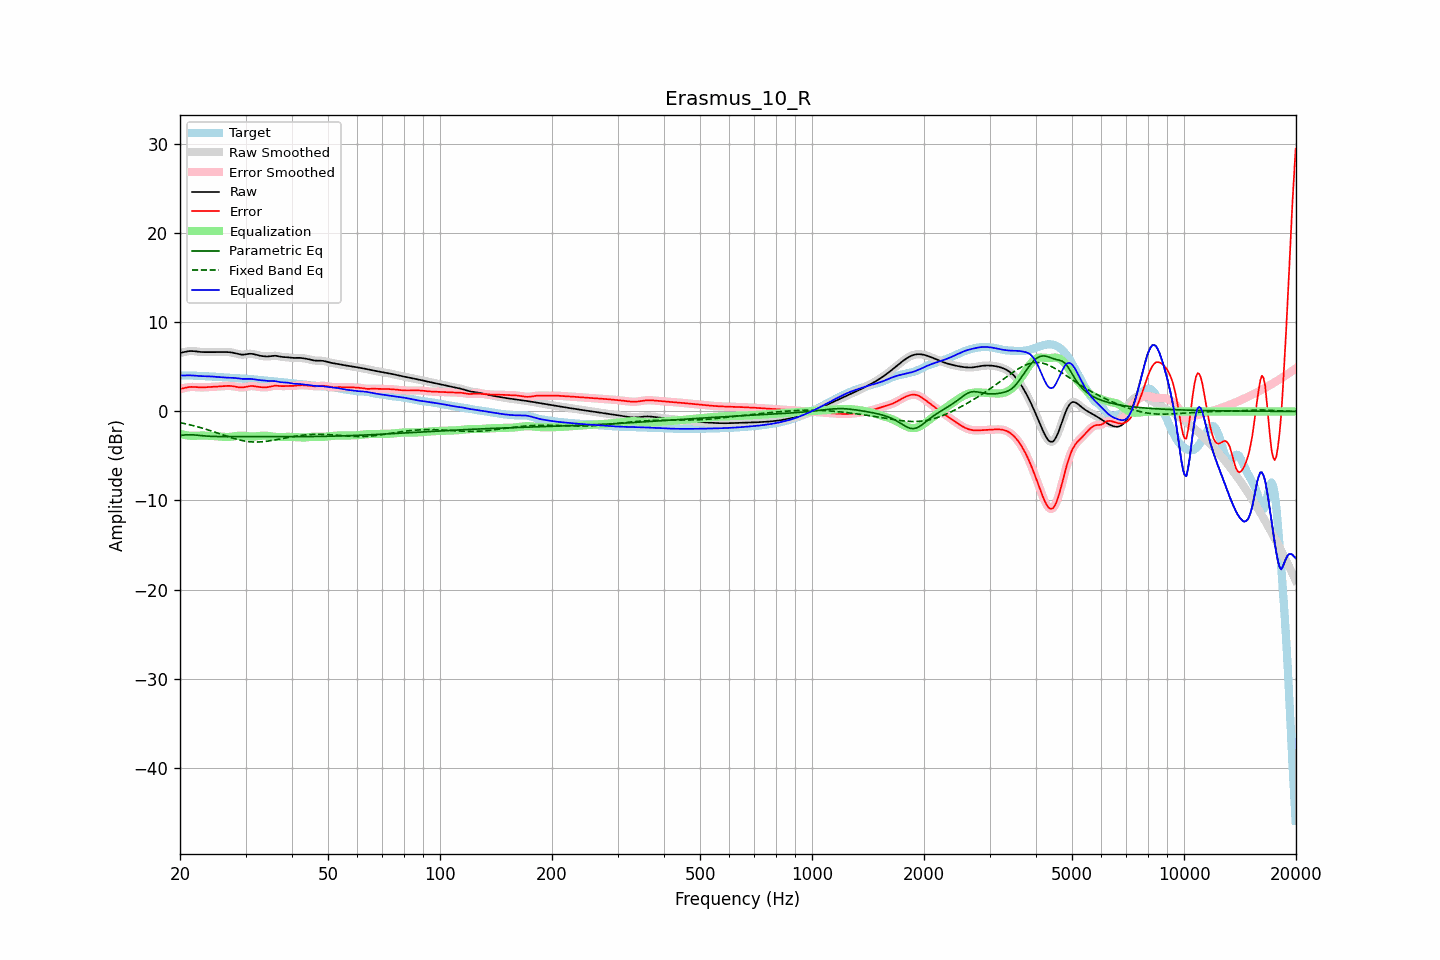 Erasmus_10_R
Target
Raw Smoothed
Error Smoothed
Raw
Error
Equalization
Parametric Eq
Fixed Band Eq
Equalized
30
20
10
0
−10
−20
−30
−40
Amplitude (dBr)
20 50 100 200 500 1000 2000 5000 10000 20000
Frequency (Hz)